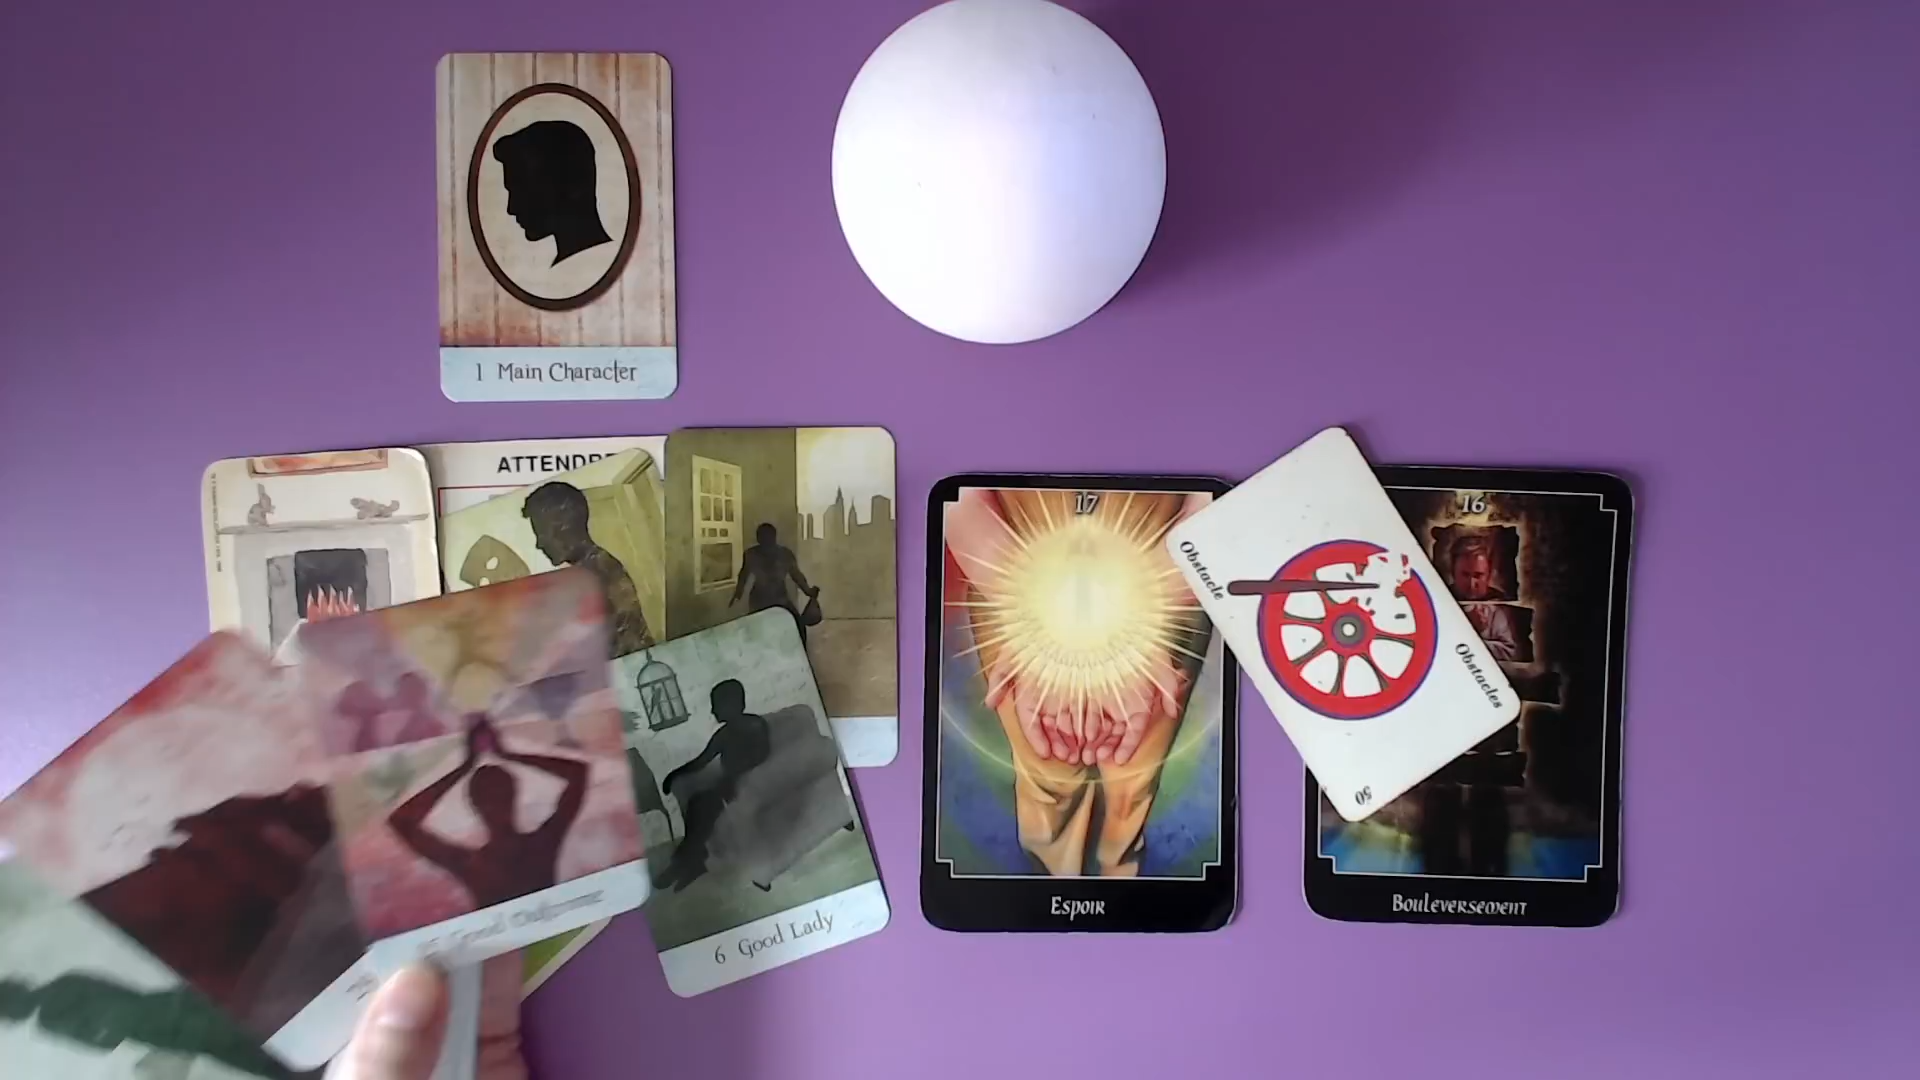 1 Main Character
ATTENDRE
17
16
Obstacle
Obstacles
50
6 Good Lady
Espoir
Bouleversement